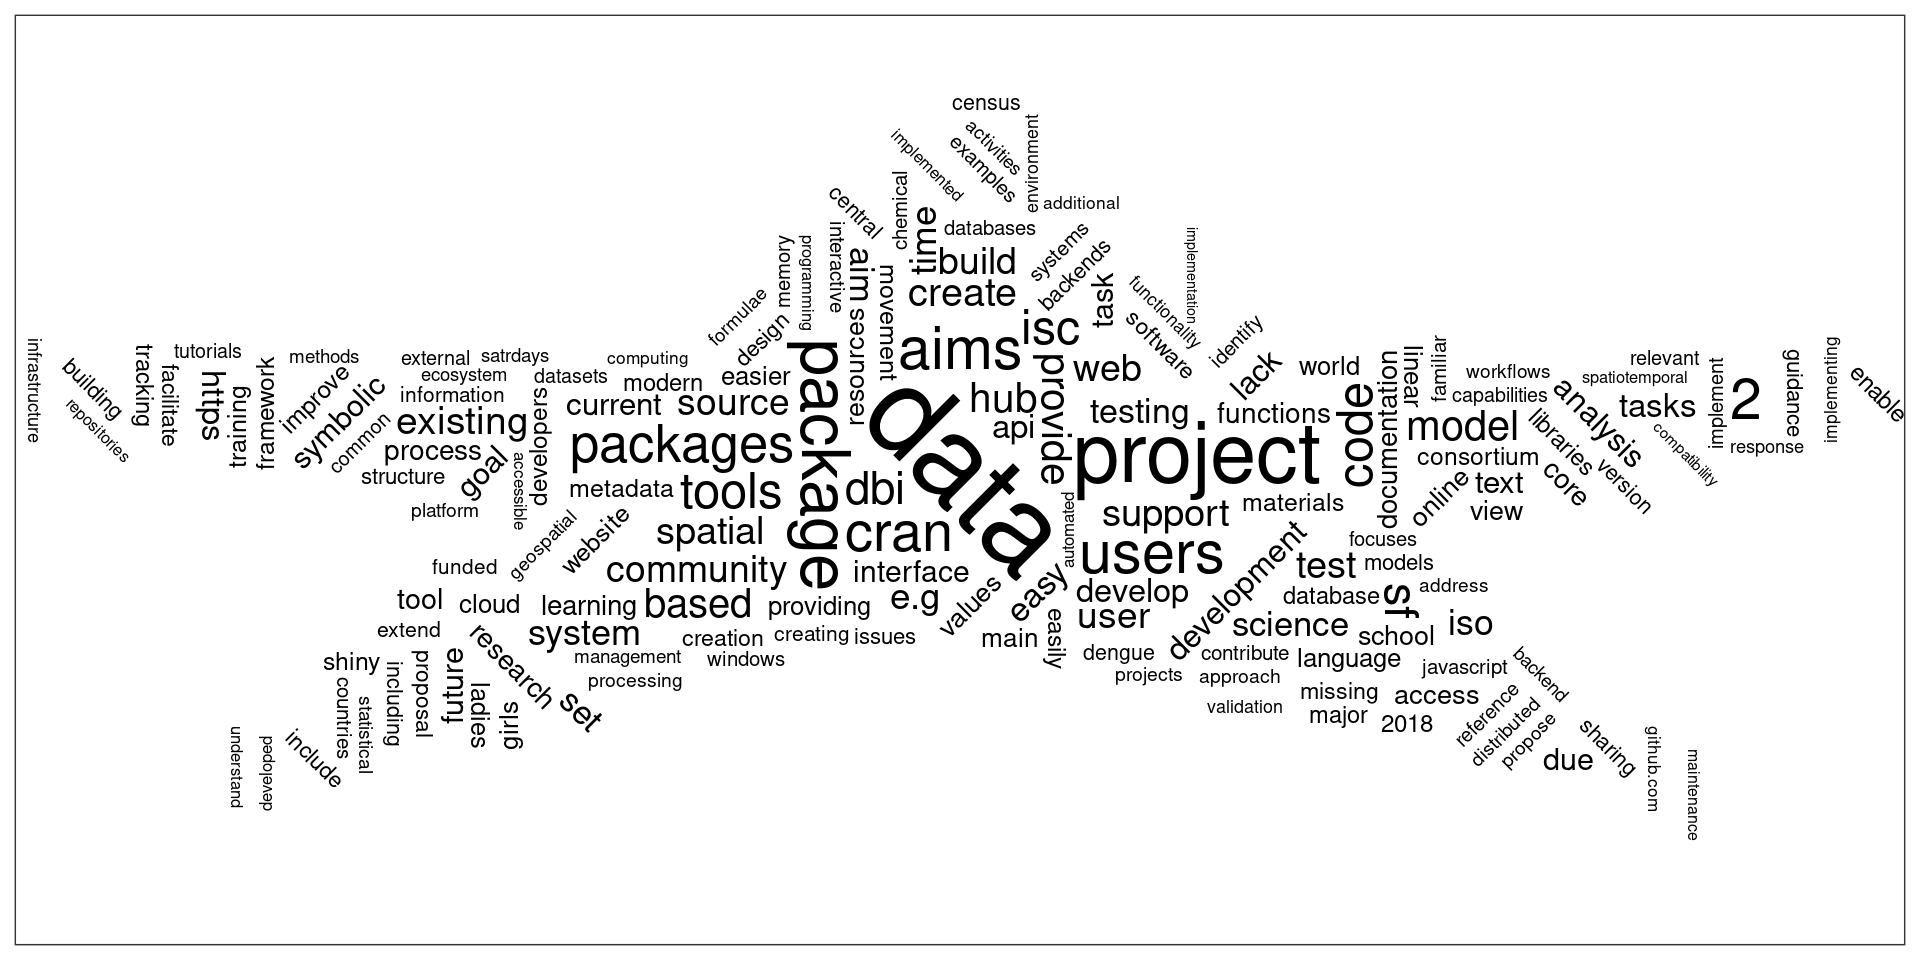 census
activities
examples
environment
implemented
additional
central
chemical
time
databases
build
create
systems
backends
task
implementation
functionality
software
identify
memory
programming
interactive
aim
movement
resources
formulae
design
isc
aims
provide
web
lack
world
infrastructure
building
repositories
tracking
facilitate
tutorials
https
training
framework
methods
improve
symbolic
common
external
satrdays
ecosystem
information
existing
process
structure
goal
accessible
platform
developers
datasets
computing
modern
easier
current
source
packages
metadata
tools
package
data
hub
api
dbi
cran
testing
functions
project
code
documentation
linear
familiar
model
workflows
capabilities
consortium
text
view
online
core
libraries
version
analysis
spatiotemporal
relevant
tasks
compatibility
implement
2
response
guidance
implementing
enable
spatial
geospatial
website
funded
community
interface
automated
support
materials
users
development
focuses
test
models
sf
address
tool
cloud
learning
based
providing
e.g
values
easy
develop
user
database
science
school
iso
extend
system
research
creation
creating
issues
main
easily
management
windows
processing
dengue
contribute
language
javascript
backend
projects
approach
missing
access
validation
major
2018
reference
distributed
propose
sharing
due
github.com
maintenance
shiny
countries
statistical
including
proposal
future
ladies
girls
set
include
understand
developed